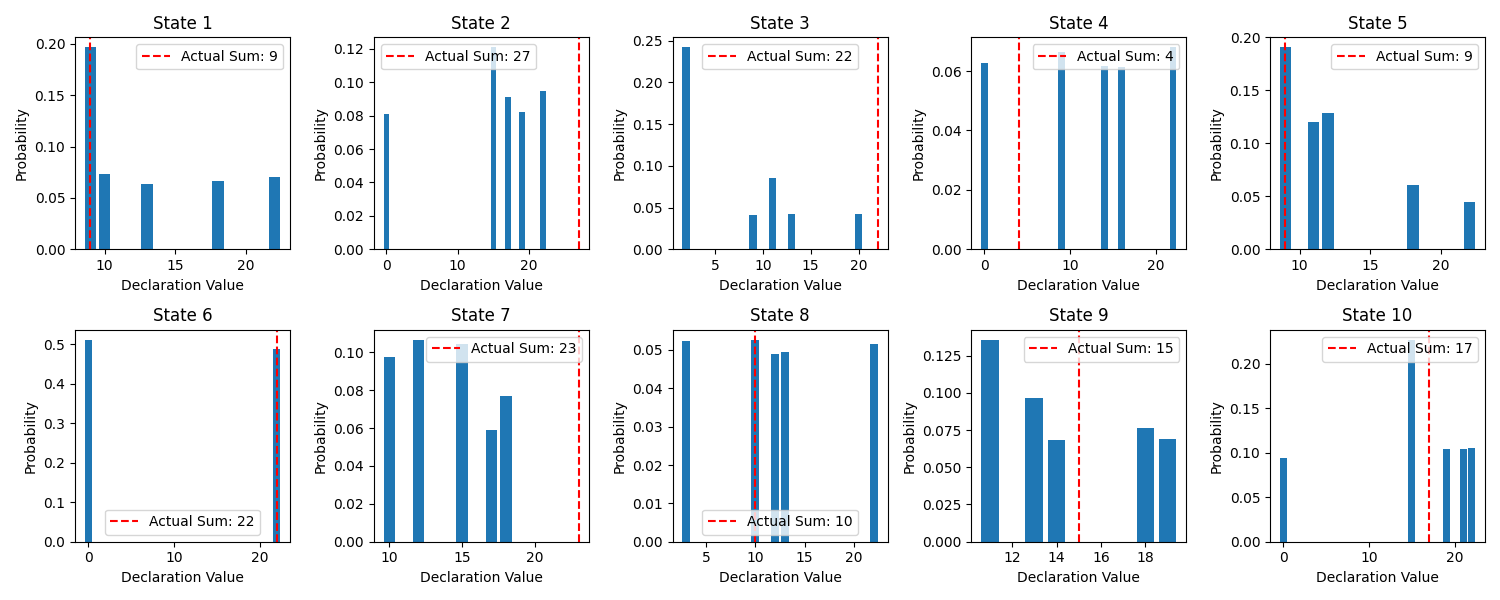 State 1
Probability
0.20
0.15
0.10
0.05
0.00
Actual Sum: 9
10 15 20
Declaration Value
State 2
Probability
0.12
0.10
0.08
0.06
0.04
0.02
0.00
Actual Sum: 27
0 10 20
Declaration Value
State 3
Probability
0.25
0.20
0.15
0.10
0.05
0.00
Actual Sum: 22
5 10 15 20
Declaration Value
State 4
Probability
0.06
0.04
0.02
0.00
Actual Sum: 4
0 10 20
Declaration Value
State 5
Probability
0.20
0.15
0.10
0.05
0.00
Actual Sum: 9
10 15 20
Declaration Value
State 6
Probability
0.5
0.4
0.3
0.2
0.1
0.0
Actual Sum: 22
0 10 20
Declaration Value
State 7
Probability
0.10
0.08
0.06
0.04
0.02
0.00
Actual Sum: 23
10 15 20
Declaration Value
State 8
Probability
0.05
0.04
0.03
0.02
0.01
0.00
Actual Sum: 10
5 10 15 20
Declaration Value
State 9
Probability
0.125
0.100
0.075
0.050
0.025
0.000
Actual Sum: 15
12 14 16 18
Declaration Value
State 10
Probability
0.20
0.15
0.10
0.05
0.00
Actual Sum: 17
0 10 20
Declaration Value